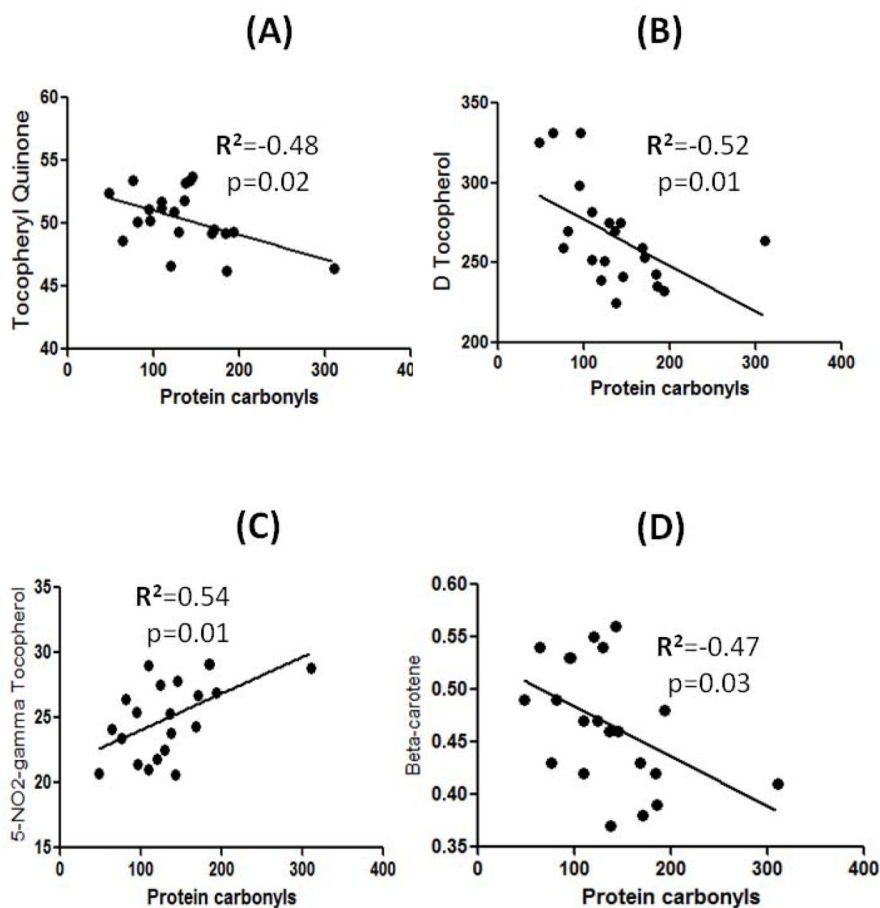 (A)
60
55
50
45
40
Tocopheryl Quinone
R²=-0.48
p=0.02
0 100 200 300 40
Protein carbonyls
(B)
350
300
250
200
D Tocopherol
R²=-0.52
p=0.01
0 100 200 300 400
Protein carbonyls
(C)
35
30
25
20
15
5-NO2-gamma Tocopherol
R²=0.54
p=0.01
0 100 200 300 400
Protein carbonyls
(D)
0.60
0.55
0.50
0.45
0.40
0.35
Beta-carotene
R²=-0.47
p=0.03
0 100 200 300 400
Protein carbonyls